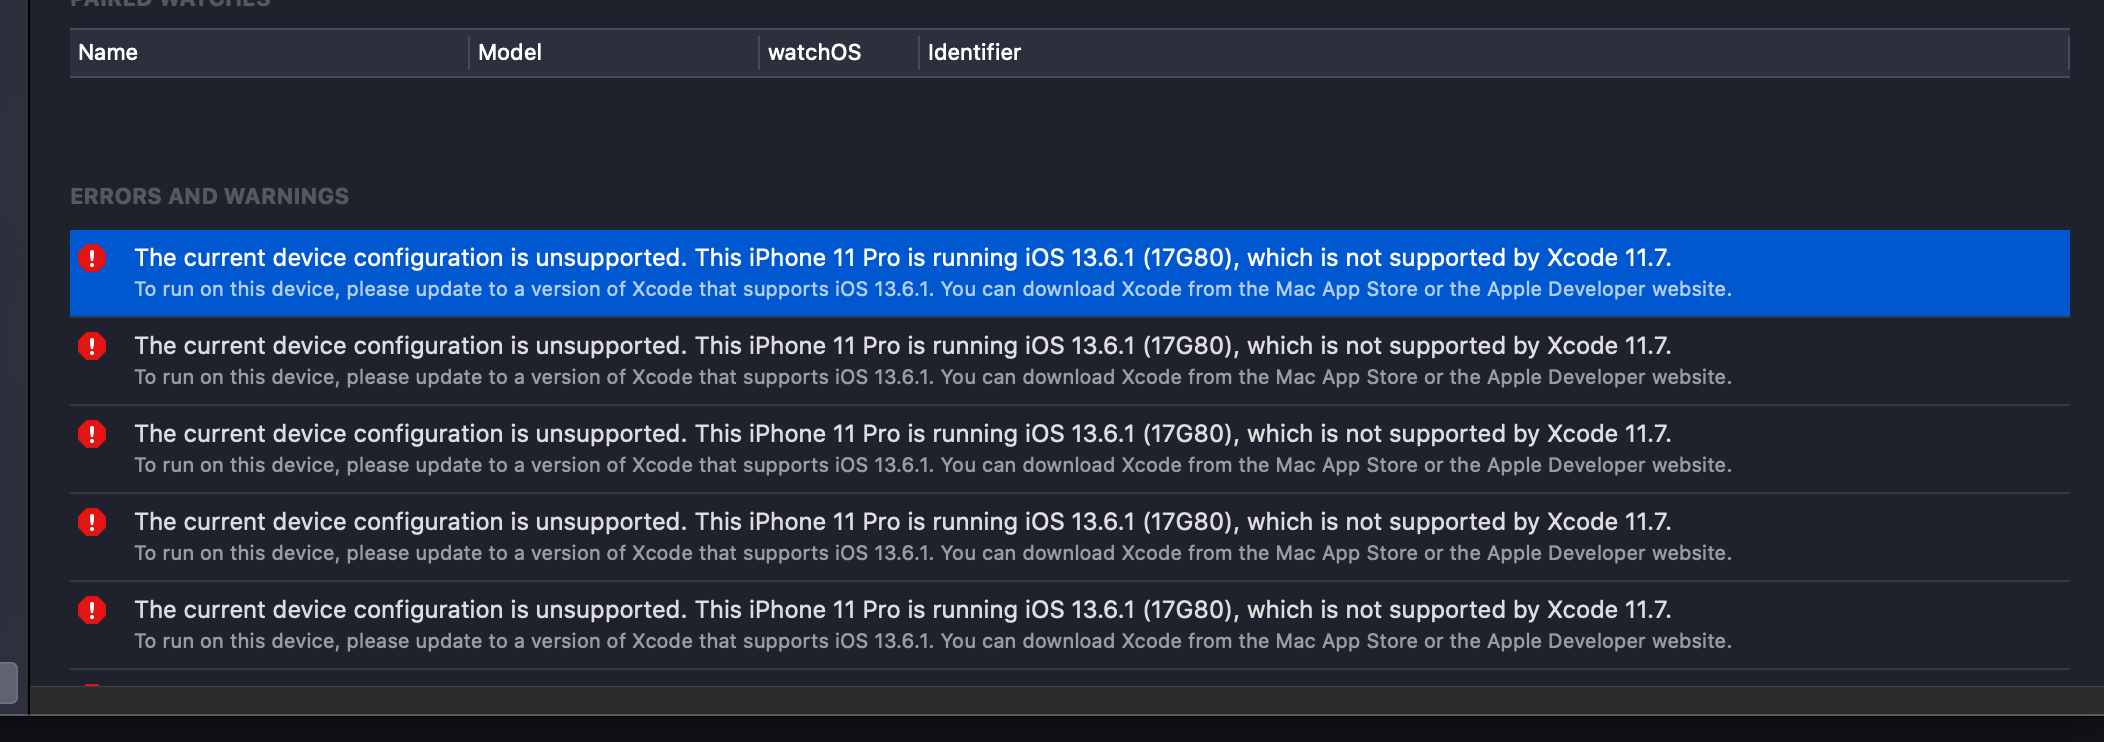 PAIRED WATCHES
Name Model watchOS Identifier
ERRORS AND WARNINGS
The current device configuration is unsupported. This iPhone 11 Pro is running iOS 13.6.1 (17G80), which is not supported by Xcode 11.7.
To run on this device, please update to a version of Xcode that supports iOS 13.6.1. You can download Xcode from the Mac App Store or the Apple Developer website.
The current device configuration is unsupported. This iPhone 11 Pro is running iOS 13.6.1 (17G80), which is not supported by Xcode 11.7.
To run on this device, please update to a version of Xcode that supports iOS 13.6.1. You can download Xcode from the Mac App Store or the Apple Developer website.
The current device configuration is unsupported. This iPhone 11 Pro is running iOS 13.6.1 (17G80), which is not supported by Xcode 11.7.
To run on this device, please update to a version of Xcode that supports iOS 13.6.1. You can download Xcode from the Mac App Store or the Apple Developer website.
The current device configuration is unsupported. This iPhone 11 Pro is running iOS 13.6.1 (17G80), which is not supported by Xcode 11.7.
To run on this device, please update to a version of Xcode that supports iOS 13.6.1. You can download Xcode from the Mac App Store or the Apple Developer website.
The current device configuration is unsupported. This iPhone 11 Pro is running iOS 13.6.1 (17G80), which is not supported by Xcode 11.7.
To run on this device, please update to a version of Xcode that supports iOS 13.6.1. You can download Xcode from the Mac App Store or the Apple Developer website.